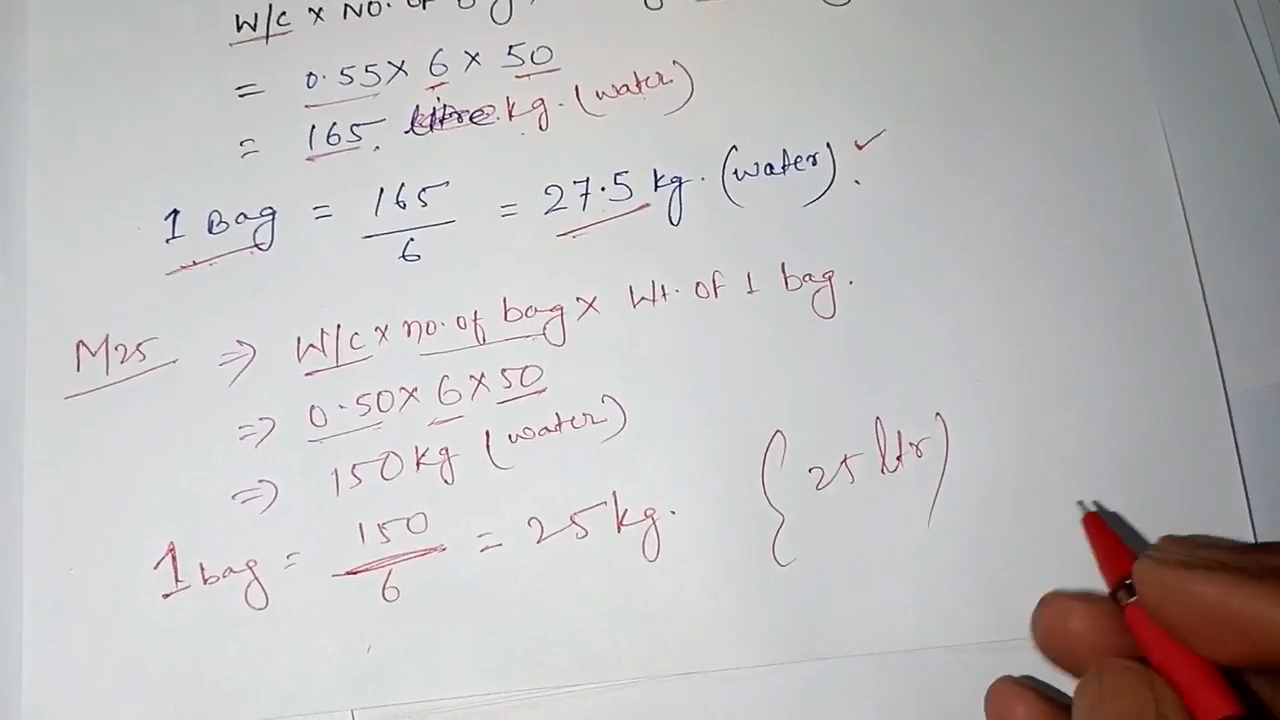 W/C × NO. of
= 0.55 × 6 × 50
= 165. kg. (water)
1 Bag = 165/6 = 27.5 kg. (water). ✓
M25 ⇒ W/C × no. of bag × Wt. of 1 bag.
⇒ 0.50 × 6 × 50
⇒ 150 kg (water)
1 bag = 150/6 = 25 kg. {25 ltr)